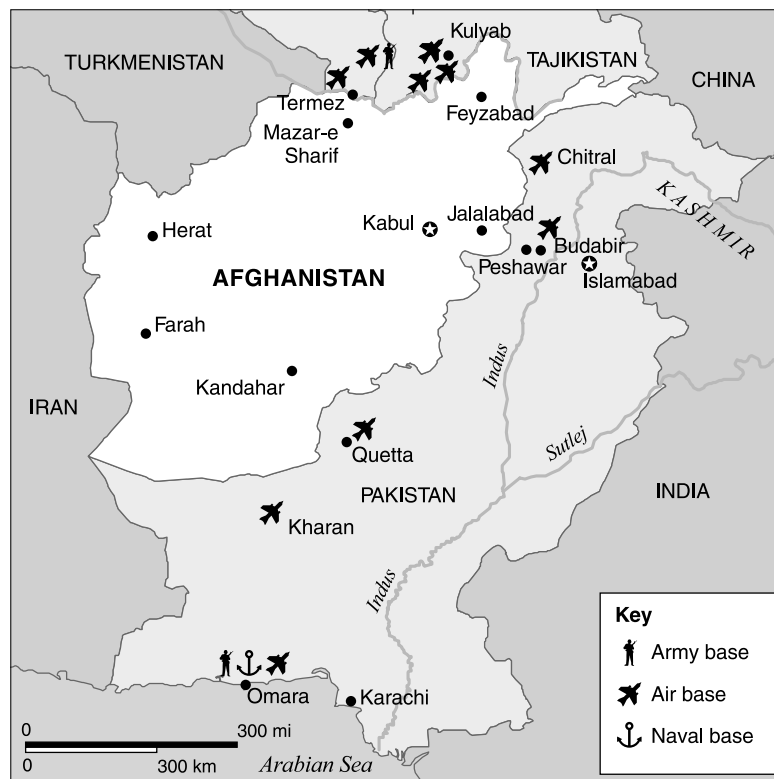 Kulyab
TURKMENISTAN
TAJIKISTAN
CHINA
Termez
Feyzabad
Mazar-e
Sharif
Chitral
KASHMIR
Herat
Kabul
Jalalabad
Budabir
Peshawar
Islamabad
AFGHANISTAN
Farah
Indus
Kandahar
IRAN
Sutlej
Quetta
PAKISTAN
INDIA
Kharan
Indus
Key
Army base
Air base
Naval base
Omara
Karachi
0
300 mi
0
300 km
Arabian Sea